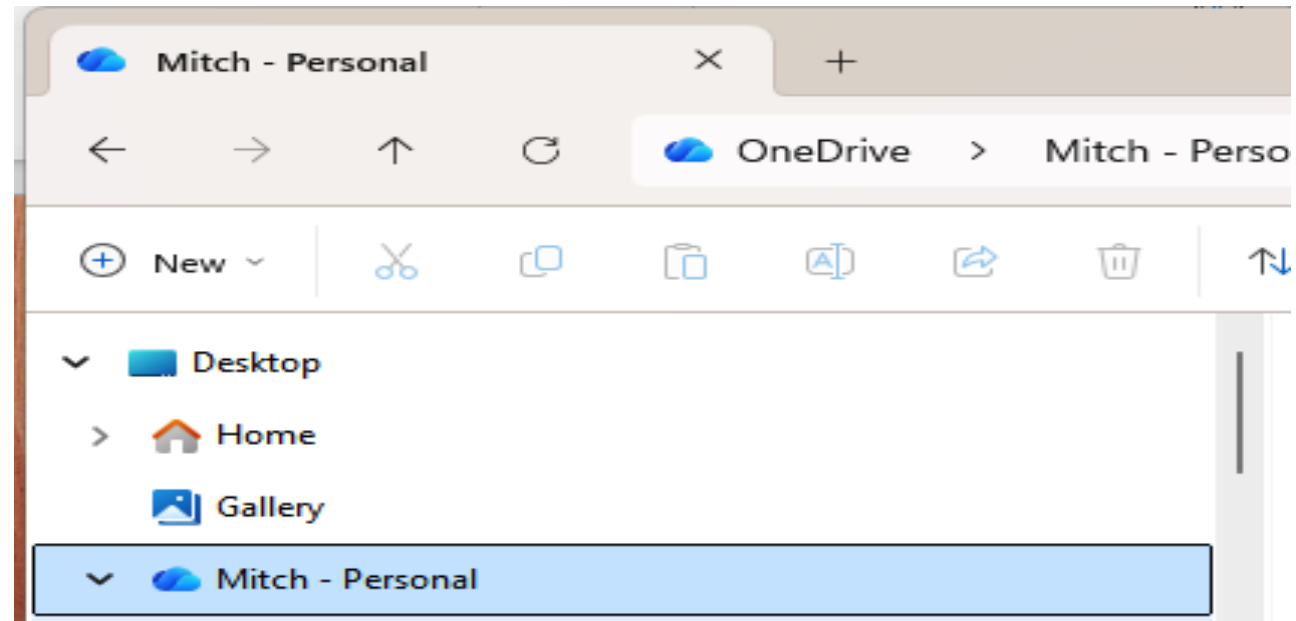 Mitch - Personal
OneDrive > Mitch - Perso
New
Desktop
Home
Gallery
Mitch - Personal